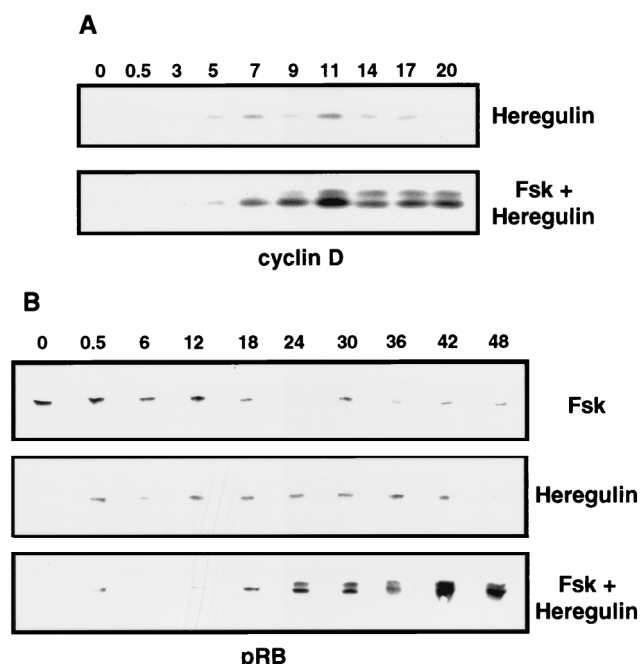 A
0 0.5 3 5 7 9 11 14 17 20
Heregulin
Fsk +
Heregulin
cyclin D
B
0 0.5 6 12 18 24 30 36 42 48
Fsk
Heregulin
Fsk +
Heregulin
pRB